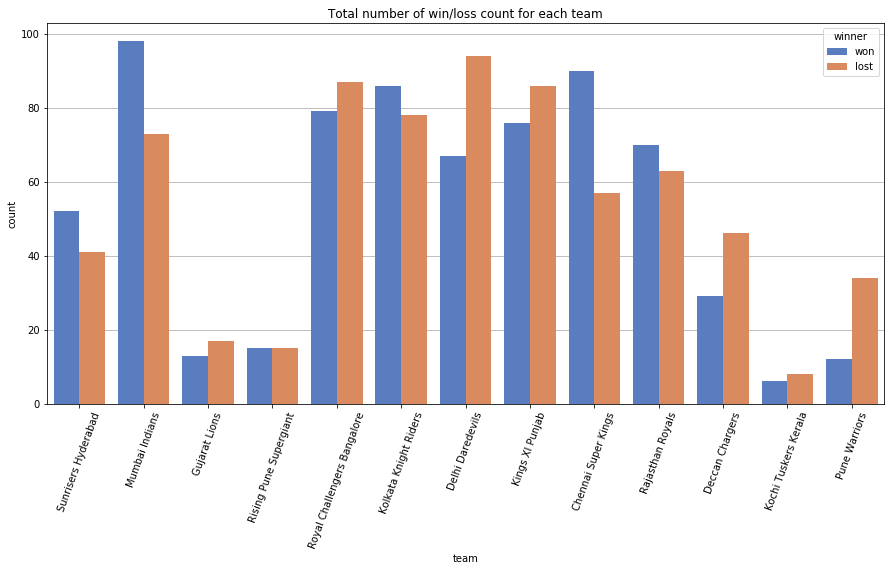 Total number of win/loss count for each team
winner
won
lost
count
100
80
60
40
20
0
Sunrisers Hyderabad
Mumbai Indians
Gujarat Lions
Rising Pune Supergiant
Royal Challengers Bangalore
Kolkata Knight Riders
Delhi Daredevils
Kings XI Punjab
Chennai Super Kings
Rajasthan Royals
Deccan Chargers
Kochi Tuskers Kerala
Pune Warriors
team